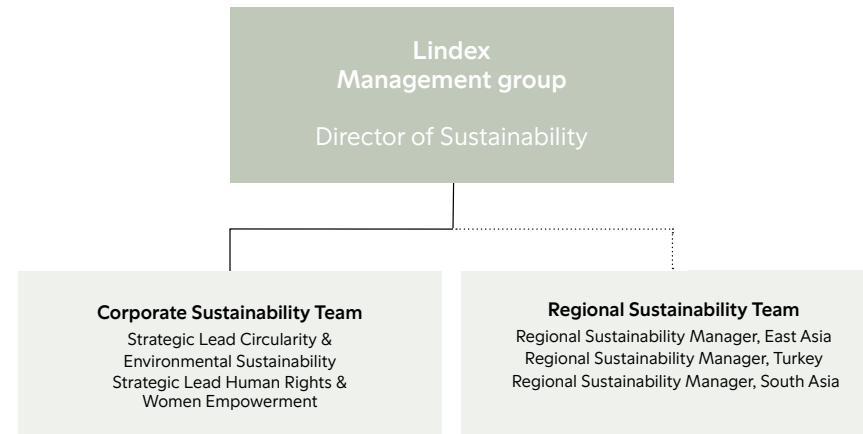 Lindex
Management group
Director of Sustainability
Corporate Sustainability Team
Strategic Lead Circularity &
Environmental Sustainability
Strategic Lead Human Rights &
Women Empowerment
Regional Sustainability Team
Regional Sustainability Manager, East Asia
Regional Sustainability Manager, Turkey
Regional Sustainability Manager, South Asia